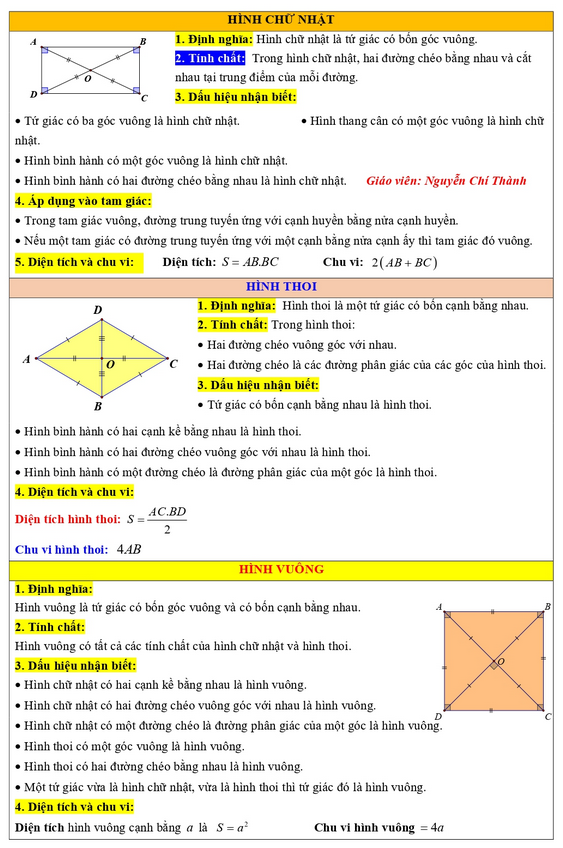 HÌNH CHỮ NHẬT
A
B
O
D
C
1. Định nghĩa: Hình chữ nhật là tứ giác có bốn góc vuông.
2. Tính chất: Trong hình chữ nhật, hai đường chéo bằng nhau và cắt
nhau tại trung điểm của mỗi đường.
3. Dấu hiệu nhận biết:
• Tứ giác có ba góc vuông là hình chữ nhật. • Hình thang cân có một góc vuông là hình chữ
nhật.
• Hình bình hành có một góc vuông là hình chữ nhật.
• Hình bình hành có hai đường chéo bằng nhau là hình chữ nhật. Giáo viên: Nguyễn Chí Thành
4. Áp dụng vào tam giác:
• Trong tam giác vuông, đường trung tuyến ứng với cạnh huyền bằng nửa cạnh huyền.
• Nếu một tam giác có đường trung tuyến ứng với một cạnh bằng nửa cạnh ấy thì tam giác đó vuông.
5. Diện tích và chu vi: Diện tích: S = AB.BC Chu vi: 2(AB + BC)
HÌNH THOI
D
A
O
C
B
1. Định nghĩa: Hình thoi là một tứ giác có bốn cạnh bằng nhau.
2. Tính chất: Trong hình thoi:
• Hai đường chéo vuông góc với nhau.
• Hai đường chéo là các đường phân giác của các góc của hình thoi.
3. Dấu hiệu nhận biết:
• Tứ giác có bốn cạnh bằng nhau là hình thoi.
• Hình bình hành có hai cạnh kề bằng nhau là hình thoi.
• Hình bình hành có hai đường chéo vuông góc với nhau là hình thoi.
• Hình bình hành có một đường chéo là đường phân giác của một góc là hình thoi.
4. Diện tích và chu vi:
Diện tích hình thoi: S = AC.BD / 2
Chu vi hình thoi: 4AB
HÌNH VUÔNG
1. Định nghĩa:
Hình vuông là tứ giác có bốn góc vuông và có bốn cạnh bằng nhau.
2. Tính chất:
Hình vuông có tất cả các tính chất của hình chữ nhật và hình thoi.
3. Dấu hiệu nhận biết:
• Hình chữ nhật có hai cạnh kề bằng nhau là hình vuông.
• Hình chữ nhật có hai đường chéo vuông góc với nhau là hình vuông.
• Hình chữ nhật có một đường chéo là đường phân giác của một góc là hình vuông.
• Hình thoi có một góc vuông là hình vuông.
• Hình thoi có hai đường chéo bằng nhau là hình vuông.
• Một tứ giác vừa là hình chữ nhật, vừa là hình thoi thì tứ giác đó là hình vuông.
A
B
O
D
C
4. Diện tích và chu vi:
Diện tích hình vuông cạnh bằng a là S = a² Chu vi hình vuông = 4a